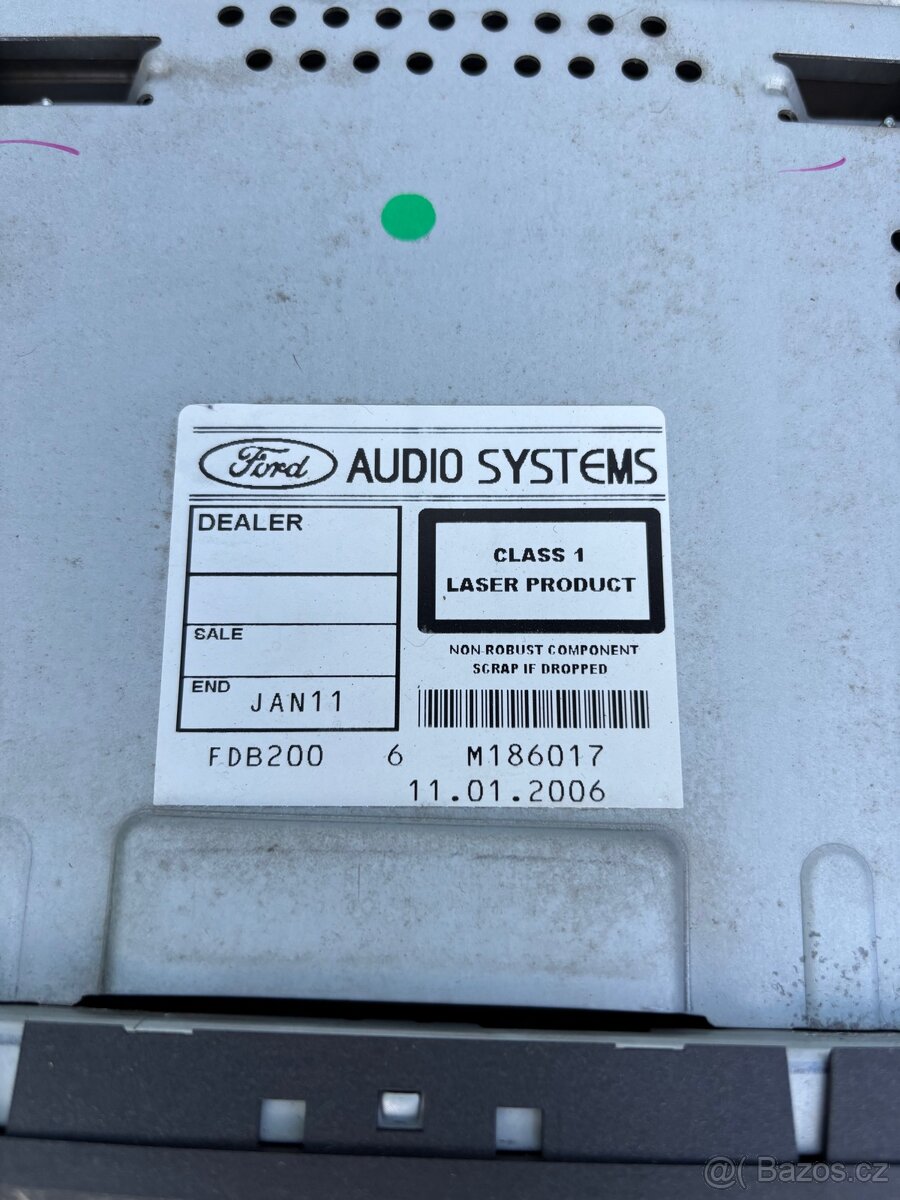 Ford AUDIO SYSTEMS
DEALER
CLASS 1
LASER PRODUCT
SALE
NON-ROBUST COMPONENT
SCRAP IF DROPPED
END
JAN11
FDB200 6 M186017
11.01.2006
@( Bazos.cz